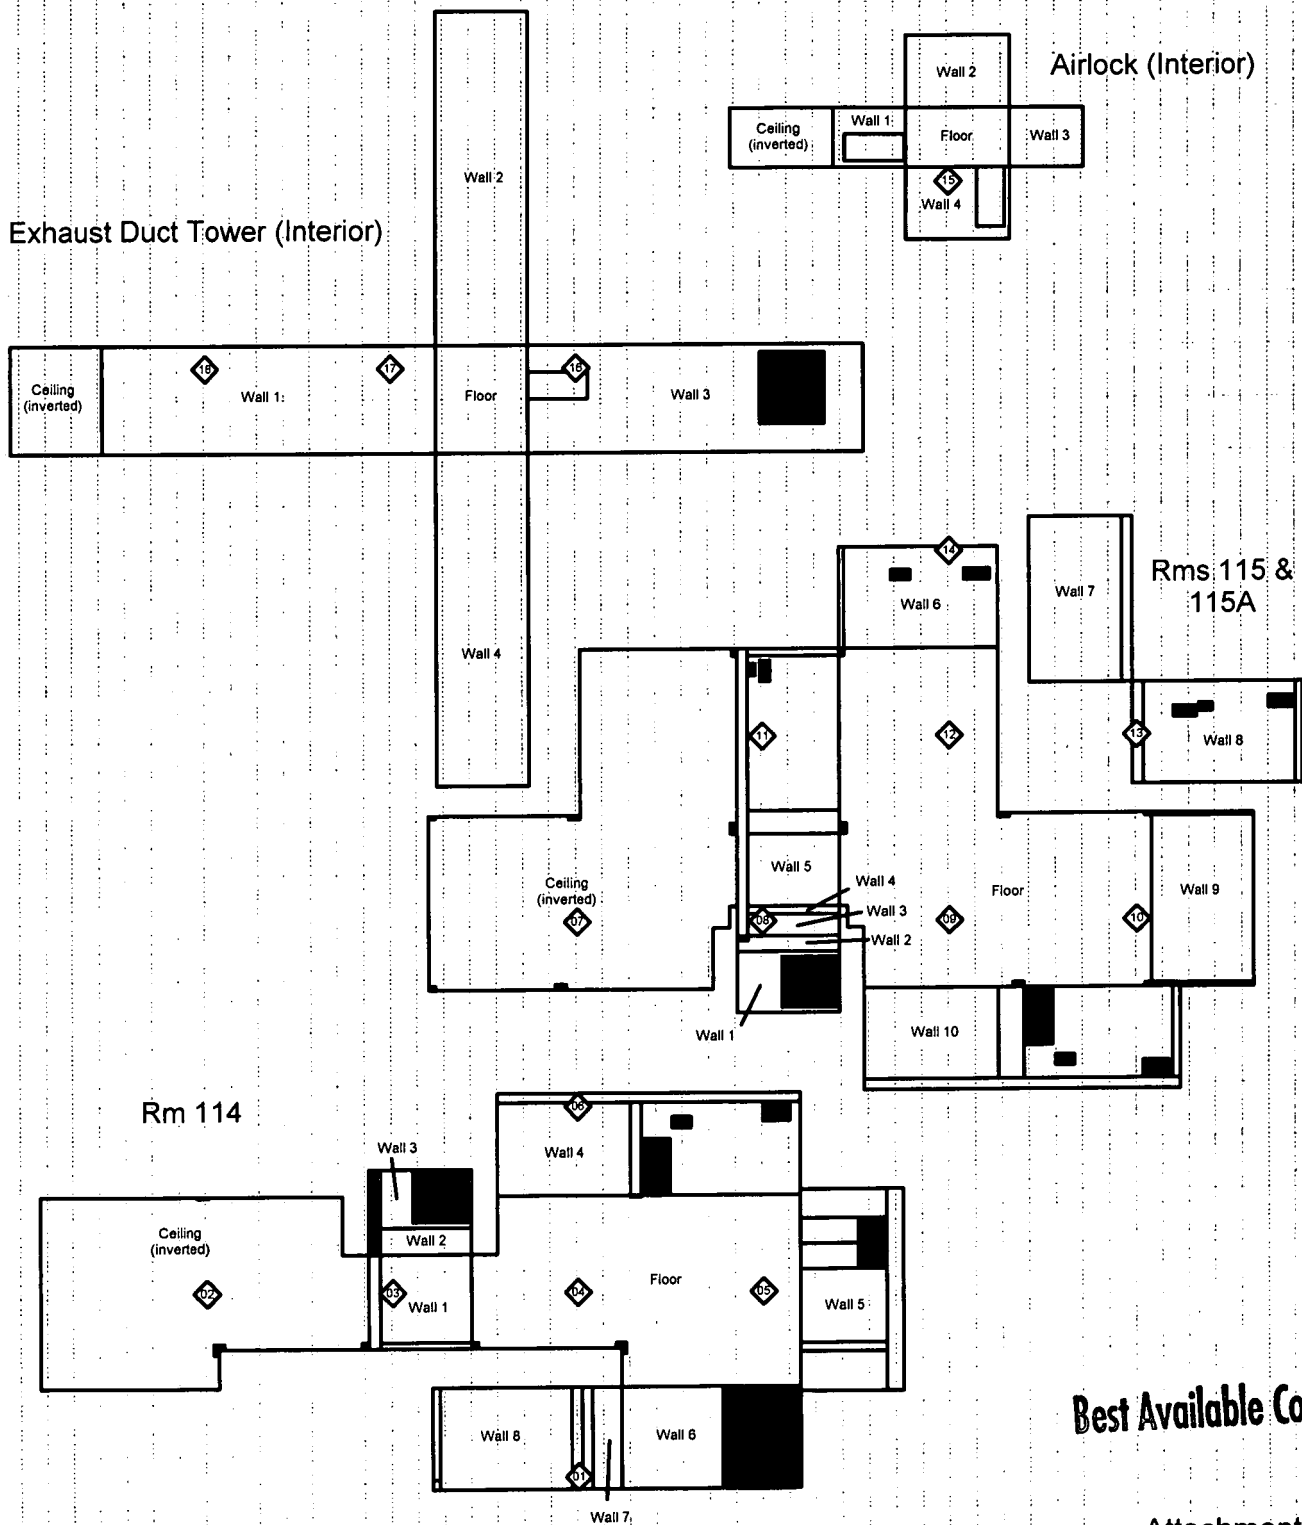 Wall 2
Airlock (Interior)
Ceiling
(inverted)
Wall 1
Floor
Wall 3
15
Wall 4
Wall 2
Exhaust Duct Tower (Interior)
Ceiling
(inverted)
18
Wall 1
17
Floor
16
Wall 3
Wall 4
14
Wall 6
Wall 7
Rms 115 &
115A
11
12
13
Wall 8
Wall 5
Wall 4
Wall 3
Wall 2
Wall 1
Ceiling
(inverted)
07
08
Floor
09
10
Wall 9
Wall 10
Rm 114
06
Wall 4
Wall 3
Wall 2
Ceiling
(inverted)
02
03
Wall 1
04
Floor
05
Wall 5
Wall 8
01
Wall 6
Wall 7
Best Available Co
Attachment